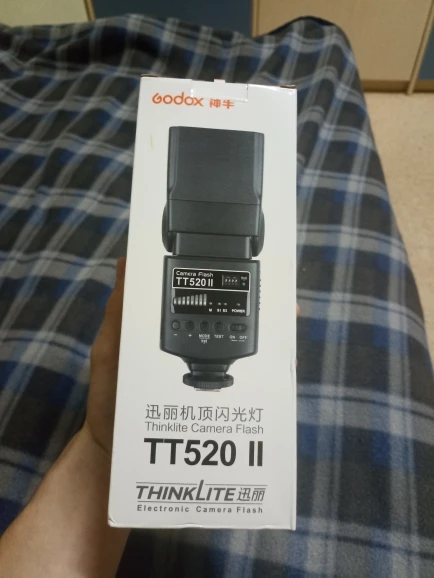 Godox 神牛
Camera Flash
TT520 II
M S1 S2 POWER
- + MODE TEST ON OFF
迅丽机顶闪光灯
Thinklite Camera Flash
TT520 II
THINKLITE 迅丽
Electronic Camera Flash